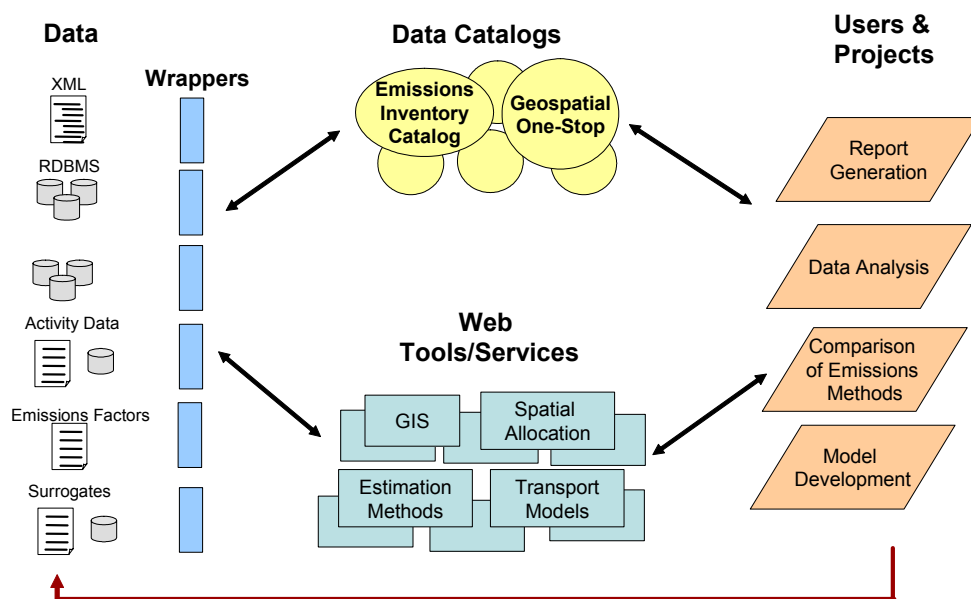 Data
XML
RDBMS
Activity Data
Emissions Factors
Surrogates
Wrappers
Data Catalogs
Emissions
Inventory
Catalog
Geospatial
One-Stop
Web
Tools/Services
GIS
Spatial
Allocation
Estimation
Methods
Transport
Models
Users &
Projects
Report
Generation
Data Analysis
Comparison
of Emissions
Methods
Model
Development